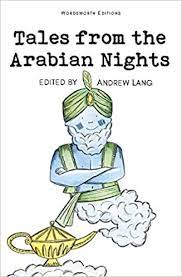 WORDSWORTH EDITIONS
Tales from the
Arabian Nights
EDITED BY ANDREW LANG